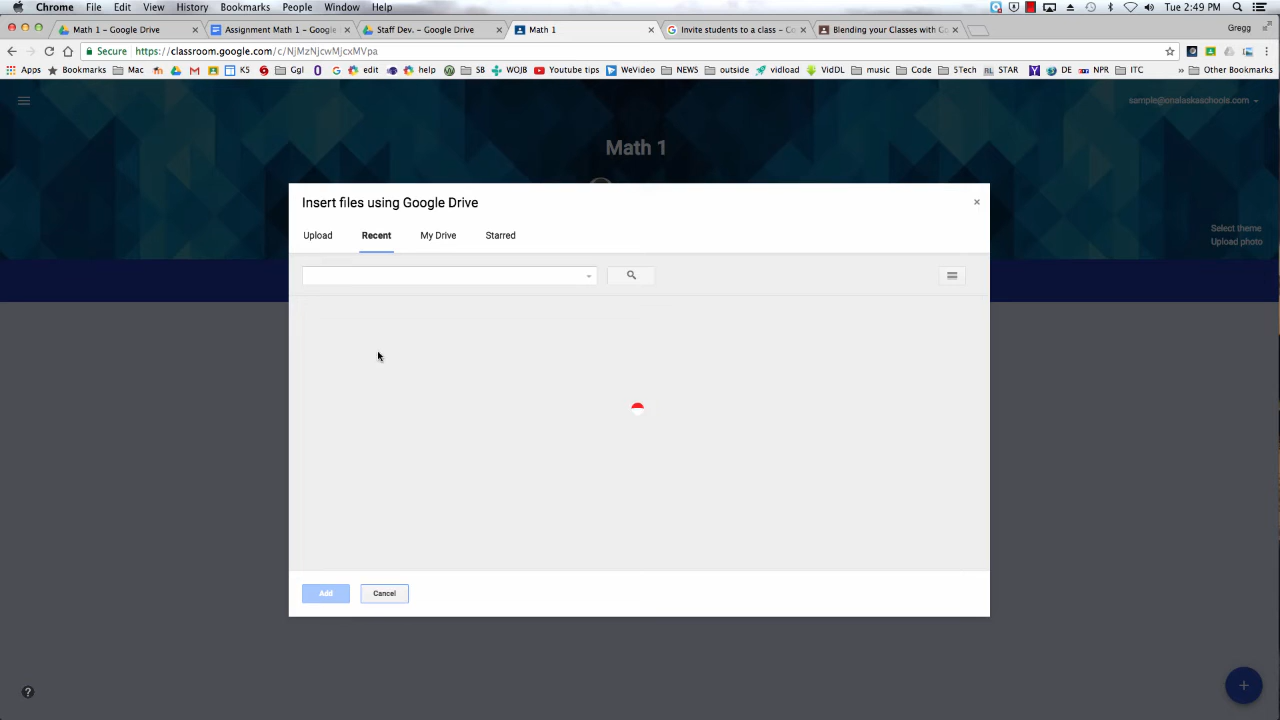 Chrome File Edit View History Bookmarks People Window Help Tue 2:49 PM
Math 1 – Google Drive Assignment Math 1 - Google Staff Dev. – Google Drive Math 1 Invite students to a class – Blending your Classes with Gregg
Secure https://classroom.google.com/c/NjMzNjcwMjcxMVpa
Apps Bookmarks Mac K5 Ggl edit help SB WOJB Youtube tips WeVideo NEWS outside vidload VidDL music Code 5Tech STAR DE NPR ITC » Other Bookmarks
sample@onalaskaschools.com
Math 1
Insert files using Google Drive
Select theme
Upload Recent My Drive Starred
Upload photo
Add Cancel